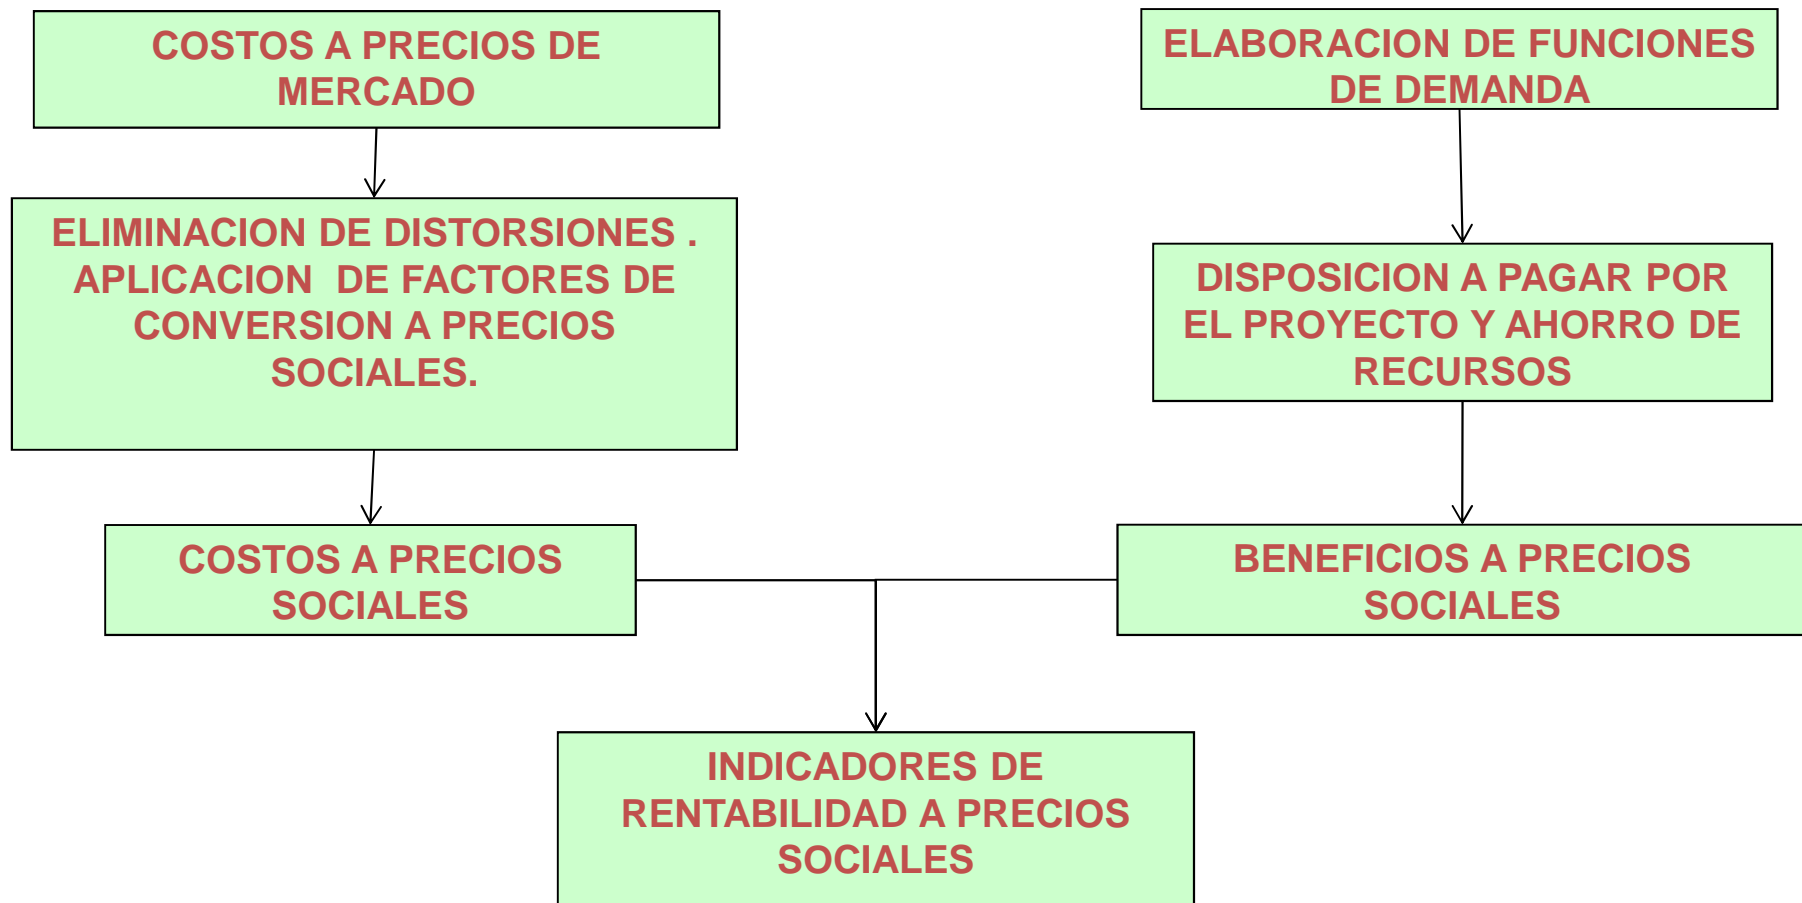 COSTOS A PRECIOS DE
MERCADO
ELIMINACION DE DISTORSIONES .
APLICACION DE FACTORES DE
CONVERSION A PRECIOS
SOCIALES.
COSTOS A PRECIOS
SOCIALES
ELABORACION DE FUNCIONES
DE DEMANDA
DISPOSICION A PAGAR POR
EL PROYECTO Y AHORRO DE
RECURSOS
BENEFICIOS A PRECIOS
SOCIALES
INDICADORES DE
RENTABILIDAD A PRECIOS
SOCIALES